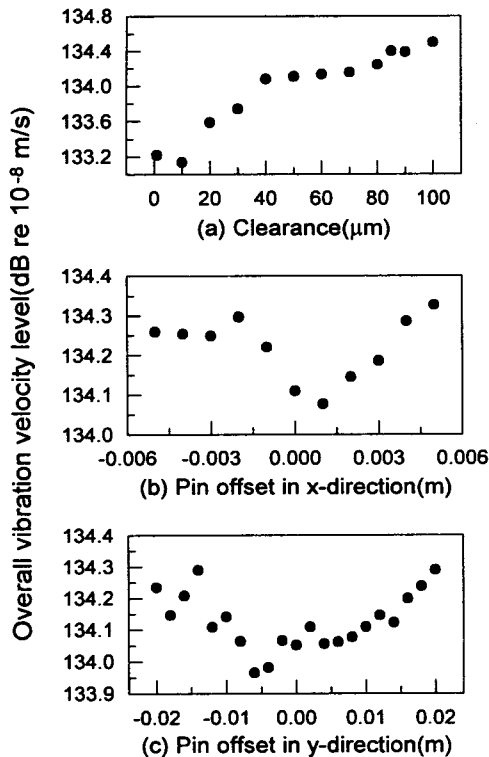 Overall vibration velocity level(dB re 10⁻⁸ m/s)
134.8
134.4
134.0
133.6
133.2
0 20 40 60 80 100
(a) Clearance(μm)
134.4
134.3
134.2
134.1
134.0
-0.006 -0.003 0.000 0.003 0.006
(b) Pin offset in x-direction(m)
134.4
134.3
134.2
134.1
134.0
133.9
-0.02 -0.01 0.00 0.01 0.02
(c) Pin offset in y-direction(m)